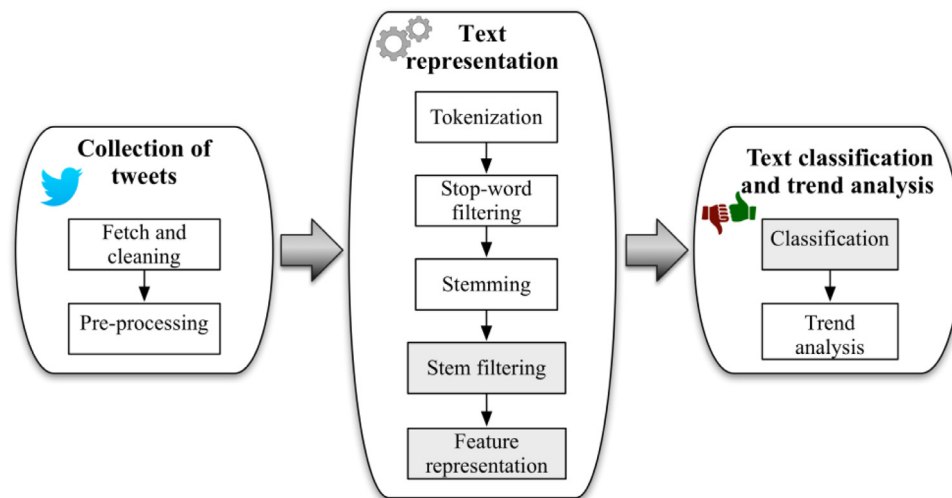 Collection of
tweets
Fetch and
cleaning
Pre-processing
Text
representation
Tokenization
Stop-word
filtering
Stemming
Stem filtering
Feature
representation
Text classification
and trend analysis
Classification
Trend
analysis